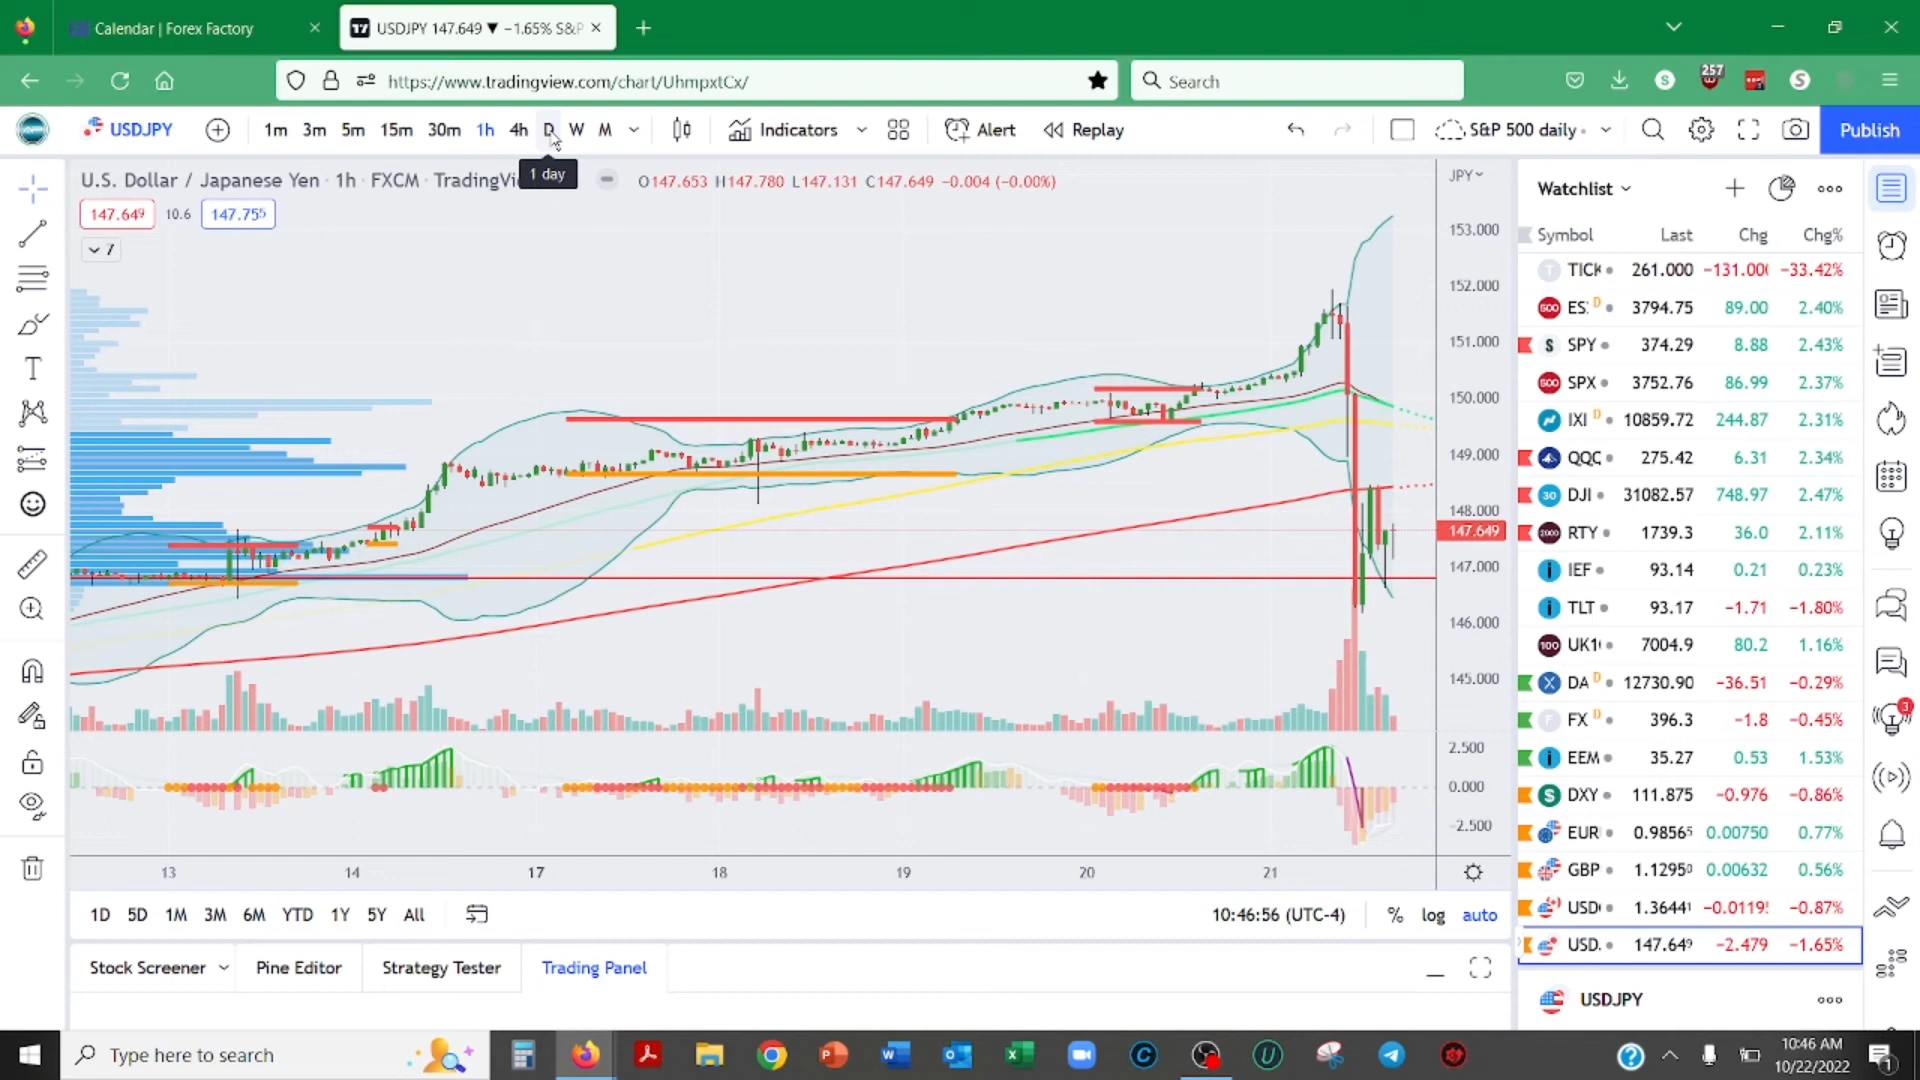 Calendar | Forex Factory
USDJPY 147.649 ▼ −1.65% S&P
https://www.tradingview.com/chart/UhmpxtCx/
Search
257
USDJPY
1m 3m 5m 15m 30m 1h 4h D W M
Indicators
Alert
Replay
S&P 500 daily
Publish
1 day
U.S. Dollar / Japanese Yen · 1h · FXCM · TradingVi
O147.653 H147.780 L147.131 C147.649 −0.004 (−0.00%)
JPY
147.649 10.6 147.755
7
153.000
152.000
151.000
150.000
149.000
148.000
147.649
147.000
146.000
145.000
2.500
0.000
−2.500
13 14 17 18 19 20 21
1D 5D 1M 3M 6M YTD 1Y 5Y All
10:46:56 (UTC-4) % log auto
Stock Screener Pine Editor Strategy Tester Trading Panel
Watchlist
Symbol Last Chg Chg%
TICK 261.000 −131.000 −33.42%
ES D 3794.75 89.00 2.40%
SPY 374.29 8.88 2.43%
SPX 3752.76 86.99 2.37%
IXI D 10859.72 244.87 2.31%
QQQ 275.42 6.31 2.34%
DJI 31082.57 748.97 2.47%
RTY 1739.3 36.0 2.11%
IEF 93.14 0.21 0.23%
TLT 93.17 −1.71 −1.80%
UK1 7004.9 80.2 1.16%
DA D 12730.90 −36.51 −0.29%
FX D 396.3 −1.8 −0.45%
EEM 35.27 0.53 1.53%
DXY 111.875 −0.976 −0.86%
EUR 0.98565 0.00750 0.77%
GBP 1.12950 0.00632 0.56%
USD 1.36441 −0.0119 −0.87%
USD. 147.649 −2.479 −1.65%
USDJPY
3
Type here to search
10:46 AM
10/22/2022
1